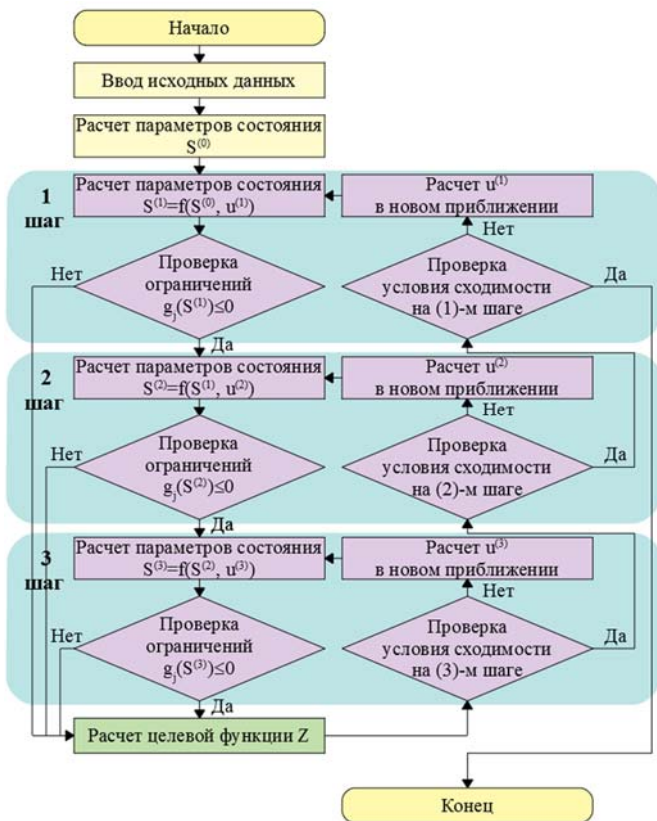 Начало
Ввод исходных данных
Расчет параметров состояния
S⁽⁰⁾
1
шаг
Расчет параметров состояния
S⁽¹⁾=f(S⁽⁰⁾, u⁽¹⁾)
Расчет u⁽¹⁾
в новом приближении
Нет
Проверка
ограничений
gⱼ(S⁽¹⁾)≤0
Нет
Проверка
условия сходимости
на (1)-м шаге
Да
Да
2
шаг
Расчет параметров состояния
S⁽²⁾=f(S⁽¹⁾, u⁽²⁾)
Расчет u⁽²⁾
в новом приближении
Нет
Проверка
ограничений
gⱼ(S⁽²⁾)≤0
Нет
Проверка
условия сходимости
на (2)-м шаге
Да
Да
3
шаг
Расчет параметров состояния
S⁽³⁾=f(S⁽²⁾, u⁽³⁾)
Расчет u⁽³⁾
в новом приближении
Нет
Проверка
ограничений
gⱼ(S⁽³⁾)≤0
Нет
Проверка
условия сходимости
на (3)-м шаге
Да
Да
Расчет целевой функции Z
Конец